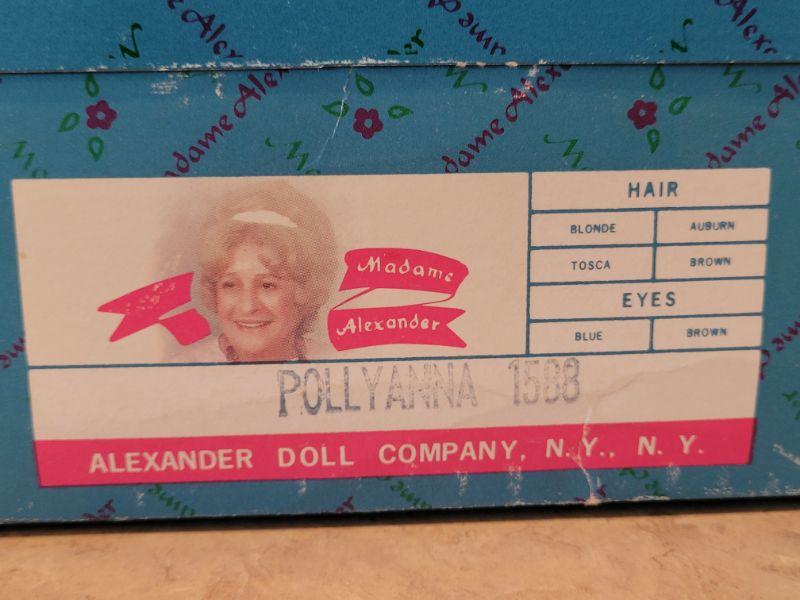 Madame
Alexander
HAIR
BLONDE AUBURN
TOSCA BROWN
EYES
BLUE BROWN
POLLYANNA 1588
ALEXANDER DOLL COMPANY, N.Y., N.Y.